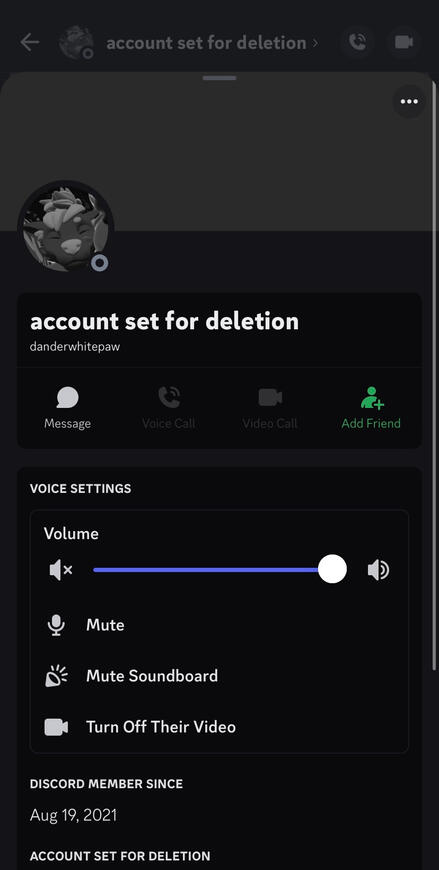 account set for deletion
account set for deletion
danderwhitepaw
Message
Voice Call
Video Call
Add Friend
VOICE SETTINGS
Volume
Mute
Mute Soundboard
Turn Off Their Video
DISCORD MEMBER SINCE
Aug 19, 2021
ACCOUNT SET FOR DELETION